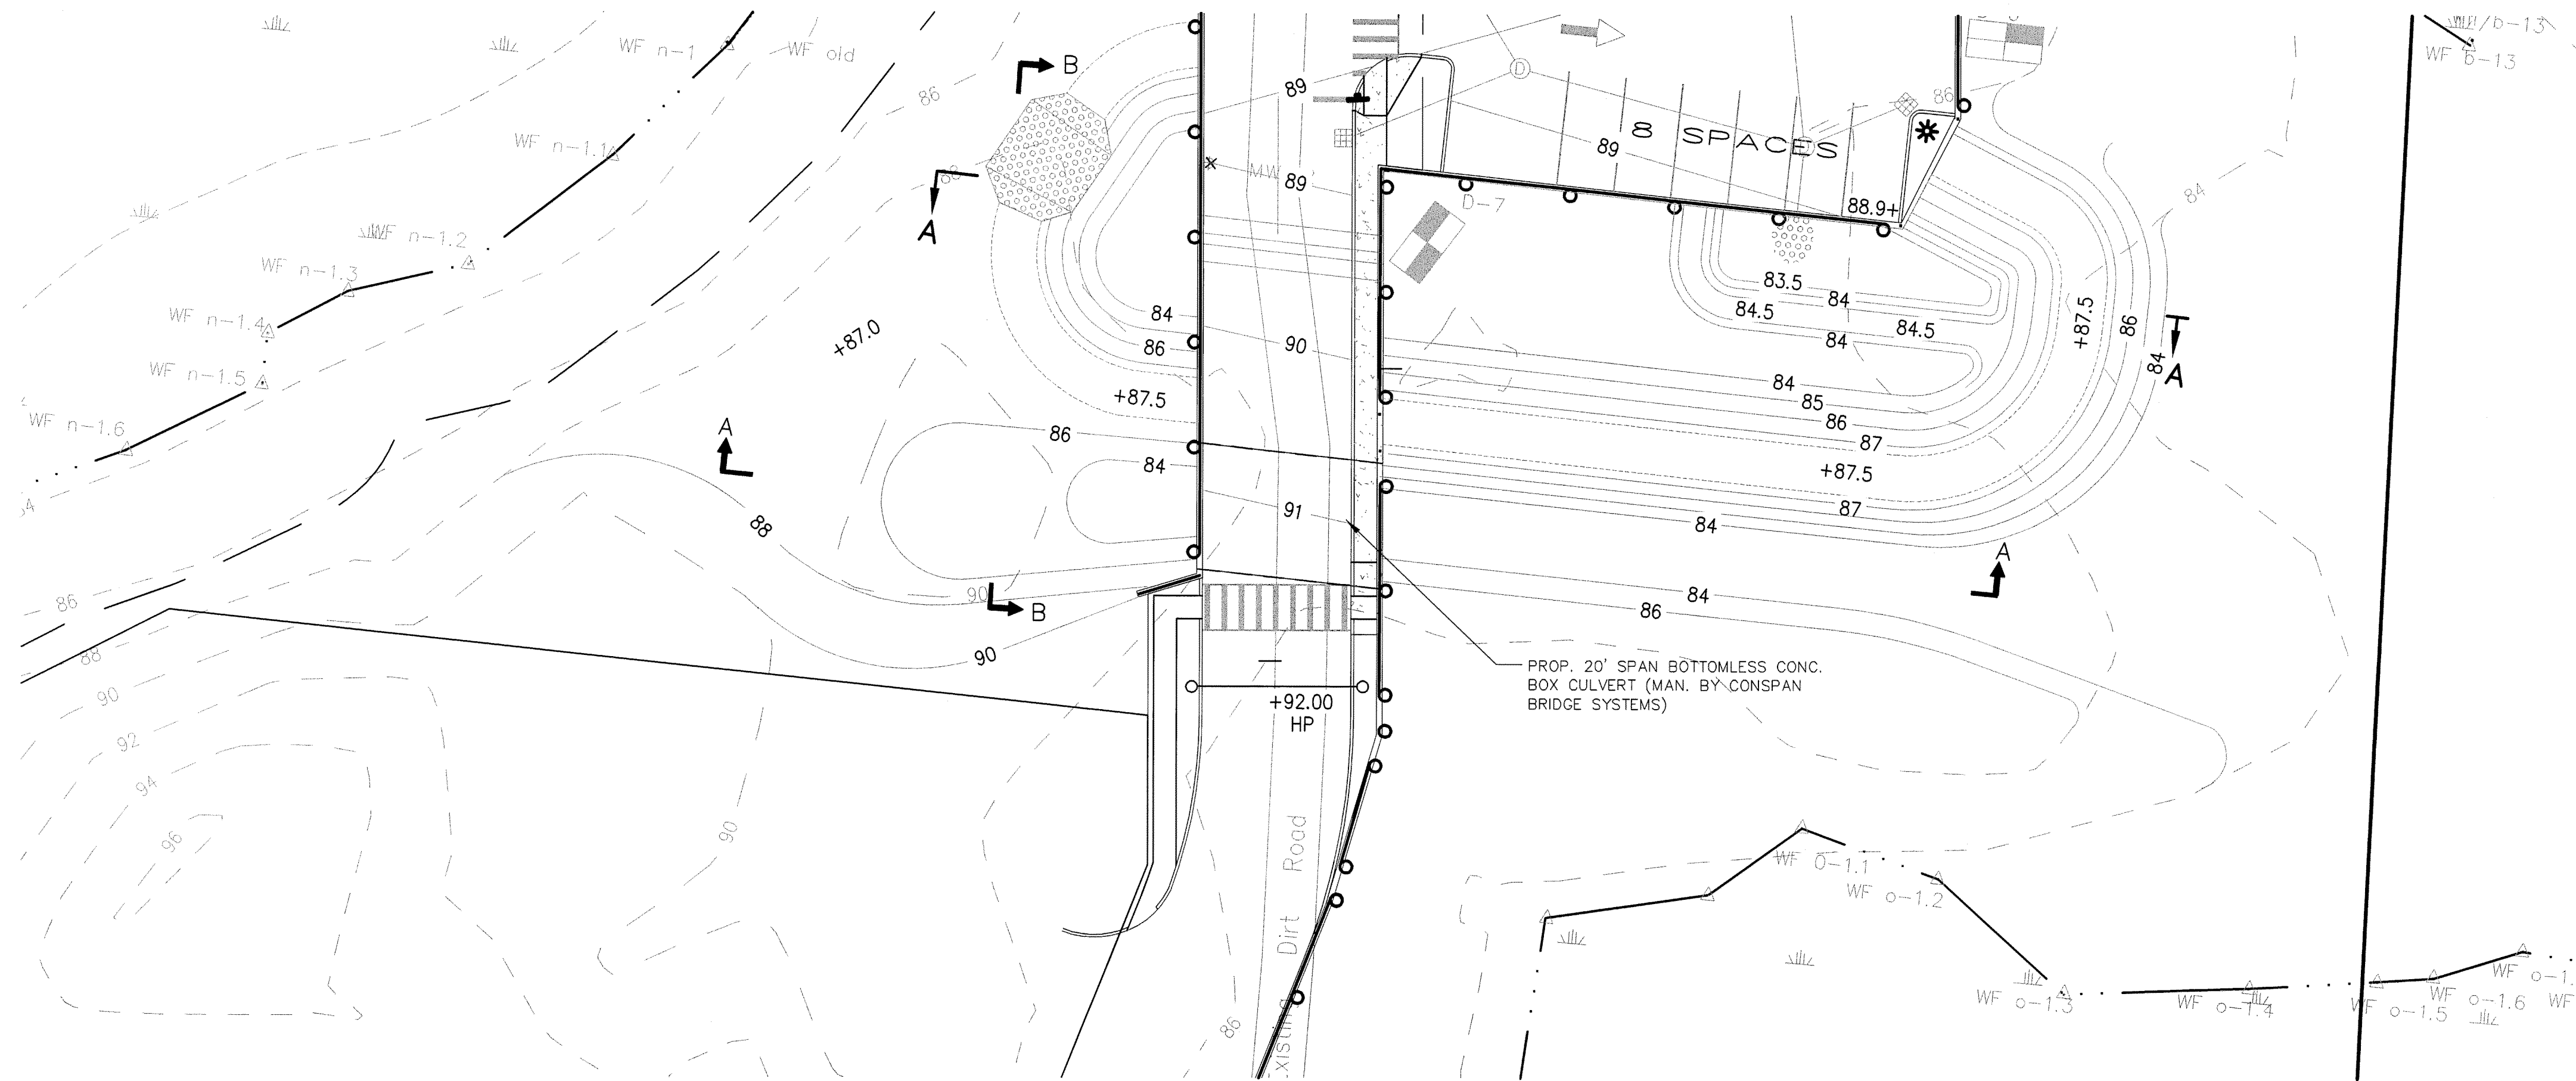 WF n-1
WF old
WF b-13
86
B
89
D
86
WF n-1.1
8 SPACES
89
88
MW
89
84
D-7
88.9+
A
WF n-1.2
WF n-1.3
83.5
84
84.5
84.5
84
+87.5
86
84
A
WF n-1.4
84
+87.0
86
90
WF n-1.5
84
85
86
87
+87.5
+87.5
WF n-1.6
A
86
84
88
91
87
84
A
90
B
84
86
86
88
90
PROP. 20' SPAN BOTTOMLESS CONC.
BOX CULVERT (MAN. BY CONSPAN
BRIDGE SYSTEMS)
90
+92.00
HP
92
94
96
90
Dirt Road
86
WF o-1.1
WF o-1.2
WF o-1.3
WF o-1.4
WF o-1.5
WF o-1.6
WF